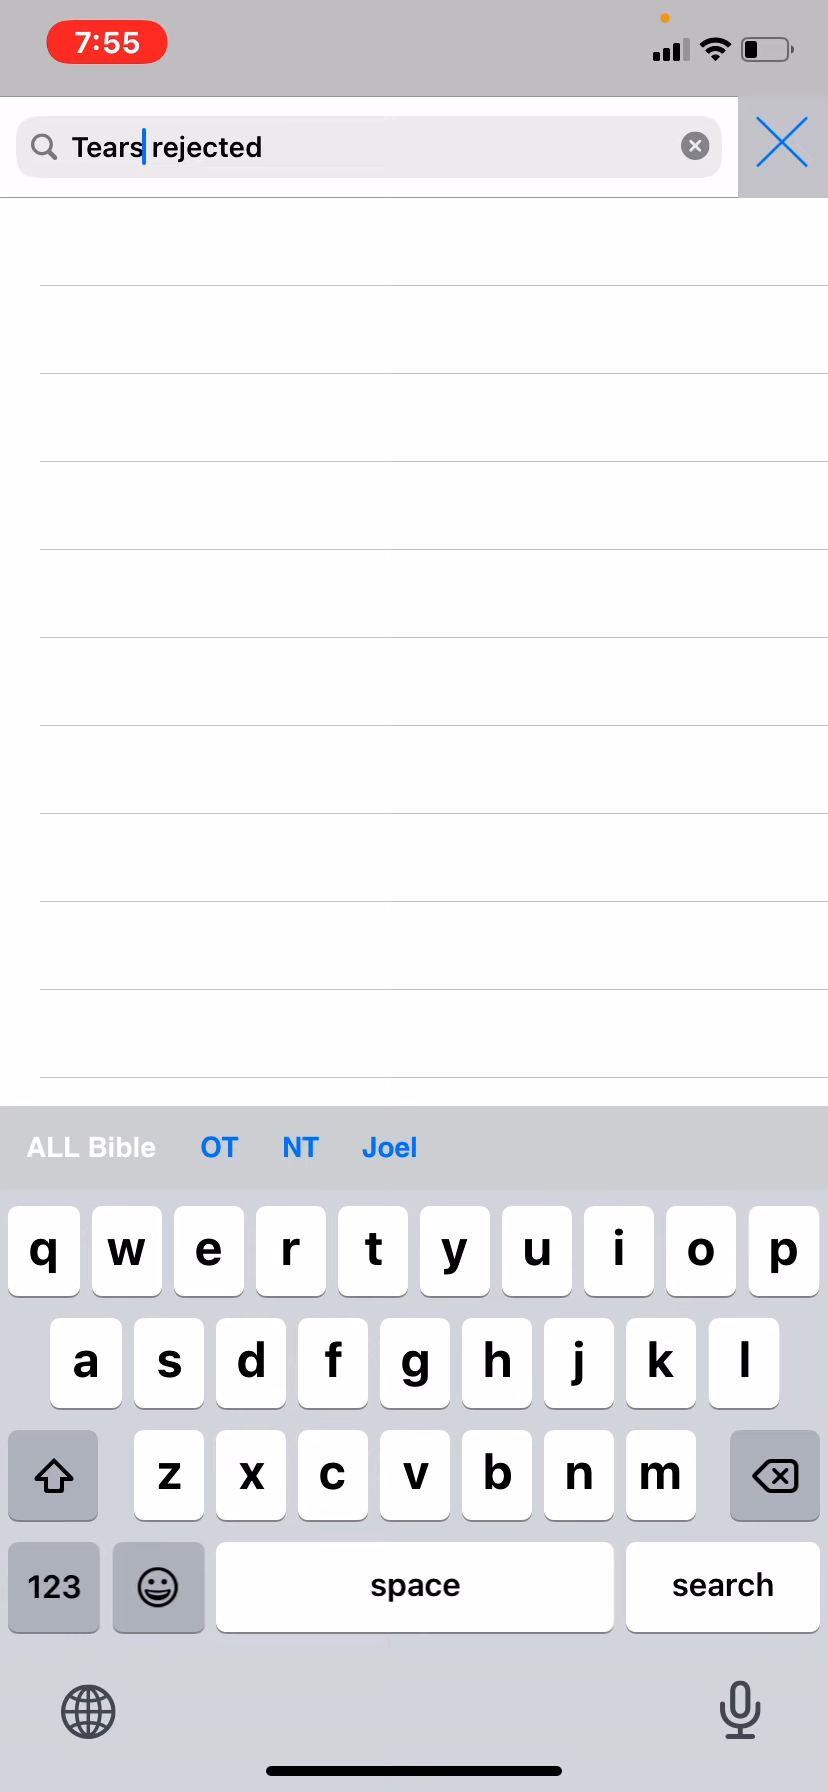 7:55
Tears rejected
ALL Bible OT NT Joel
q w e r t y u i o p
a s d f g h j k l
z x c v b n m
123 space search